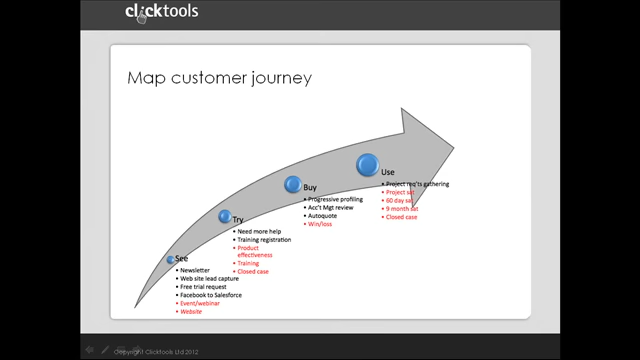 clicktools
Map customer journey
See
• Newsletter
• Web site lead capture
• Free trial request
• Facebook to Salesforce
• Event/webinar
• Website
Try
• Need more help
• Training registration
• Product
effectiveness
• Training
• Closed case
Buy
• Progressive profiling
• Acc't Mgt review
• Autoquote
• Win/loss
Use
• Project req'ts gathering
• Project sat
• 60 day sat
• 9 month sat
• Closed case
Copyright Clicktools Ltd 2012